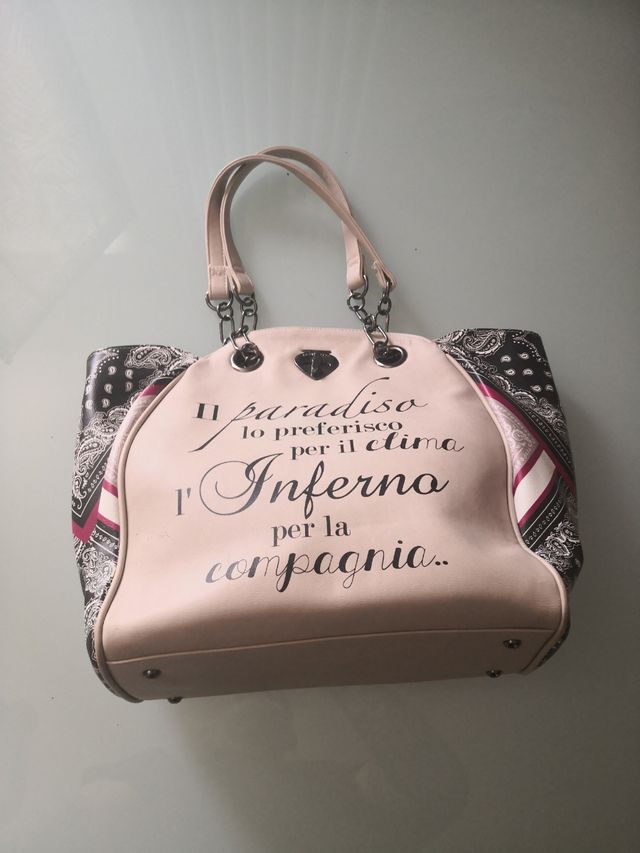 Il paradiso
lo preferisco
per il clima
l'Inferno
per la
compagnia..